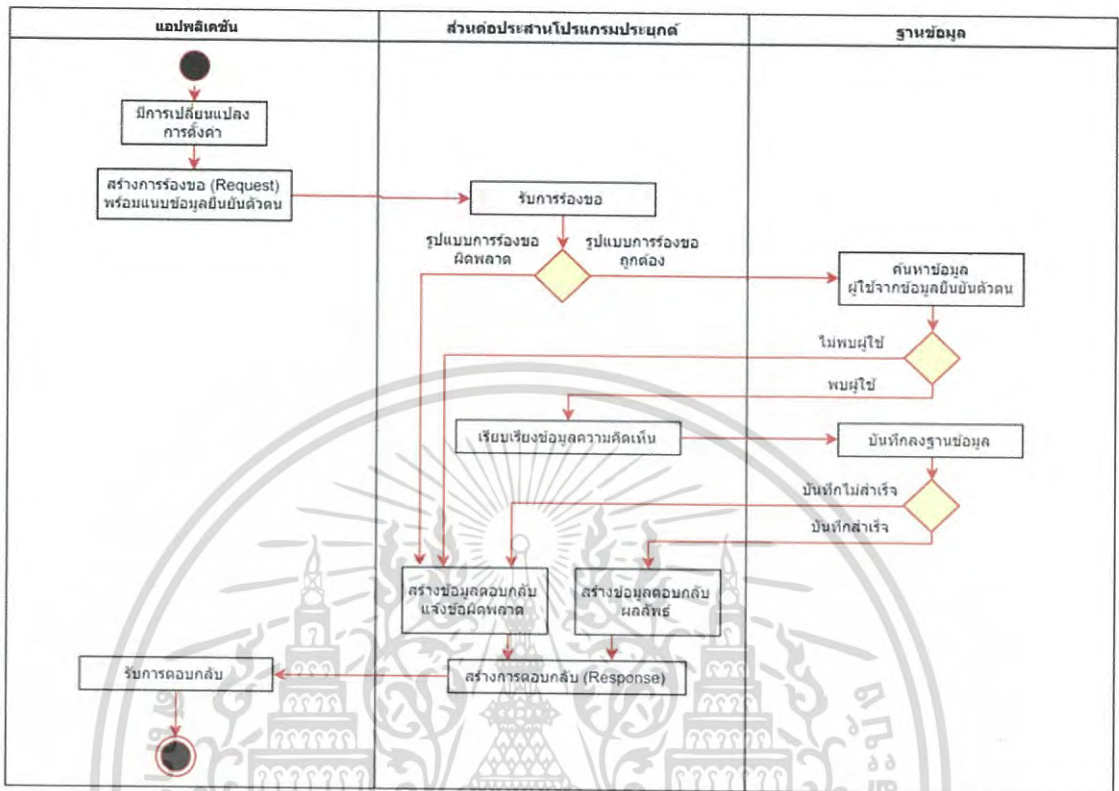 แอปพลิเคชัน
ส่วนต่อประสานโปรแกรมประยุกต์
ฐานข้อมูล
มีการเปลี่ยนแปลง
การตั้งค่า
สร้างการร้องขอ (Request)
พร้อมแนบข้อมูลยืนยันตัวตน
รับการร้องขอ
รูปแบบการร้องขอ
ผิดพลาด
รูปแบบการร้องขอ
ถูกต้อง
ค้นหาข้อมูล
ผู้ใช้จากข้อมูลยืนยันตัวตน
ไม่พบผู้ใช้
พบผู้ใช้
เรียบเรียงข้อมูลความคิดเห็น
บันทึกลงฐานข้อมูล
บันทึกไม่สำเร็จ
บันทึกสำเร็จ
สร้างข้อมูลตอบกลับ
แจ้งข้อผิดพลาด
สร้างข้อมูลตอบกลับ
ผลลัพธ์
สร้างการตอบกลับ (Response)
รับการตอบกลับ